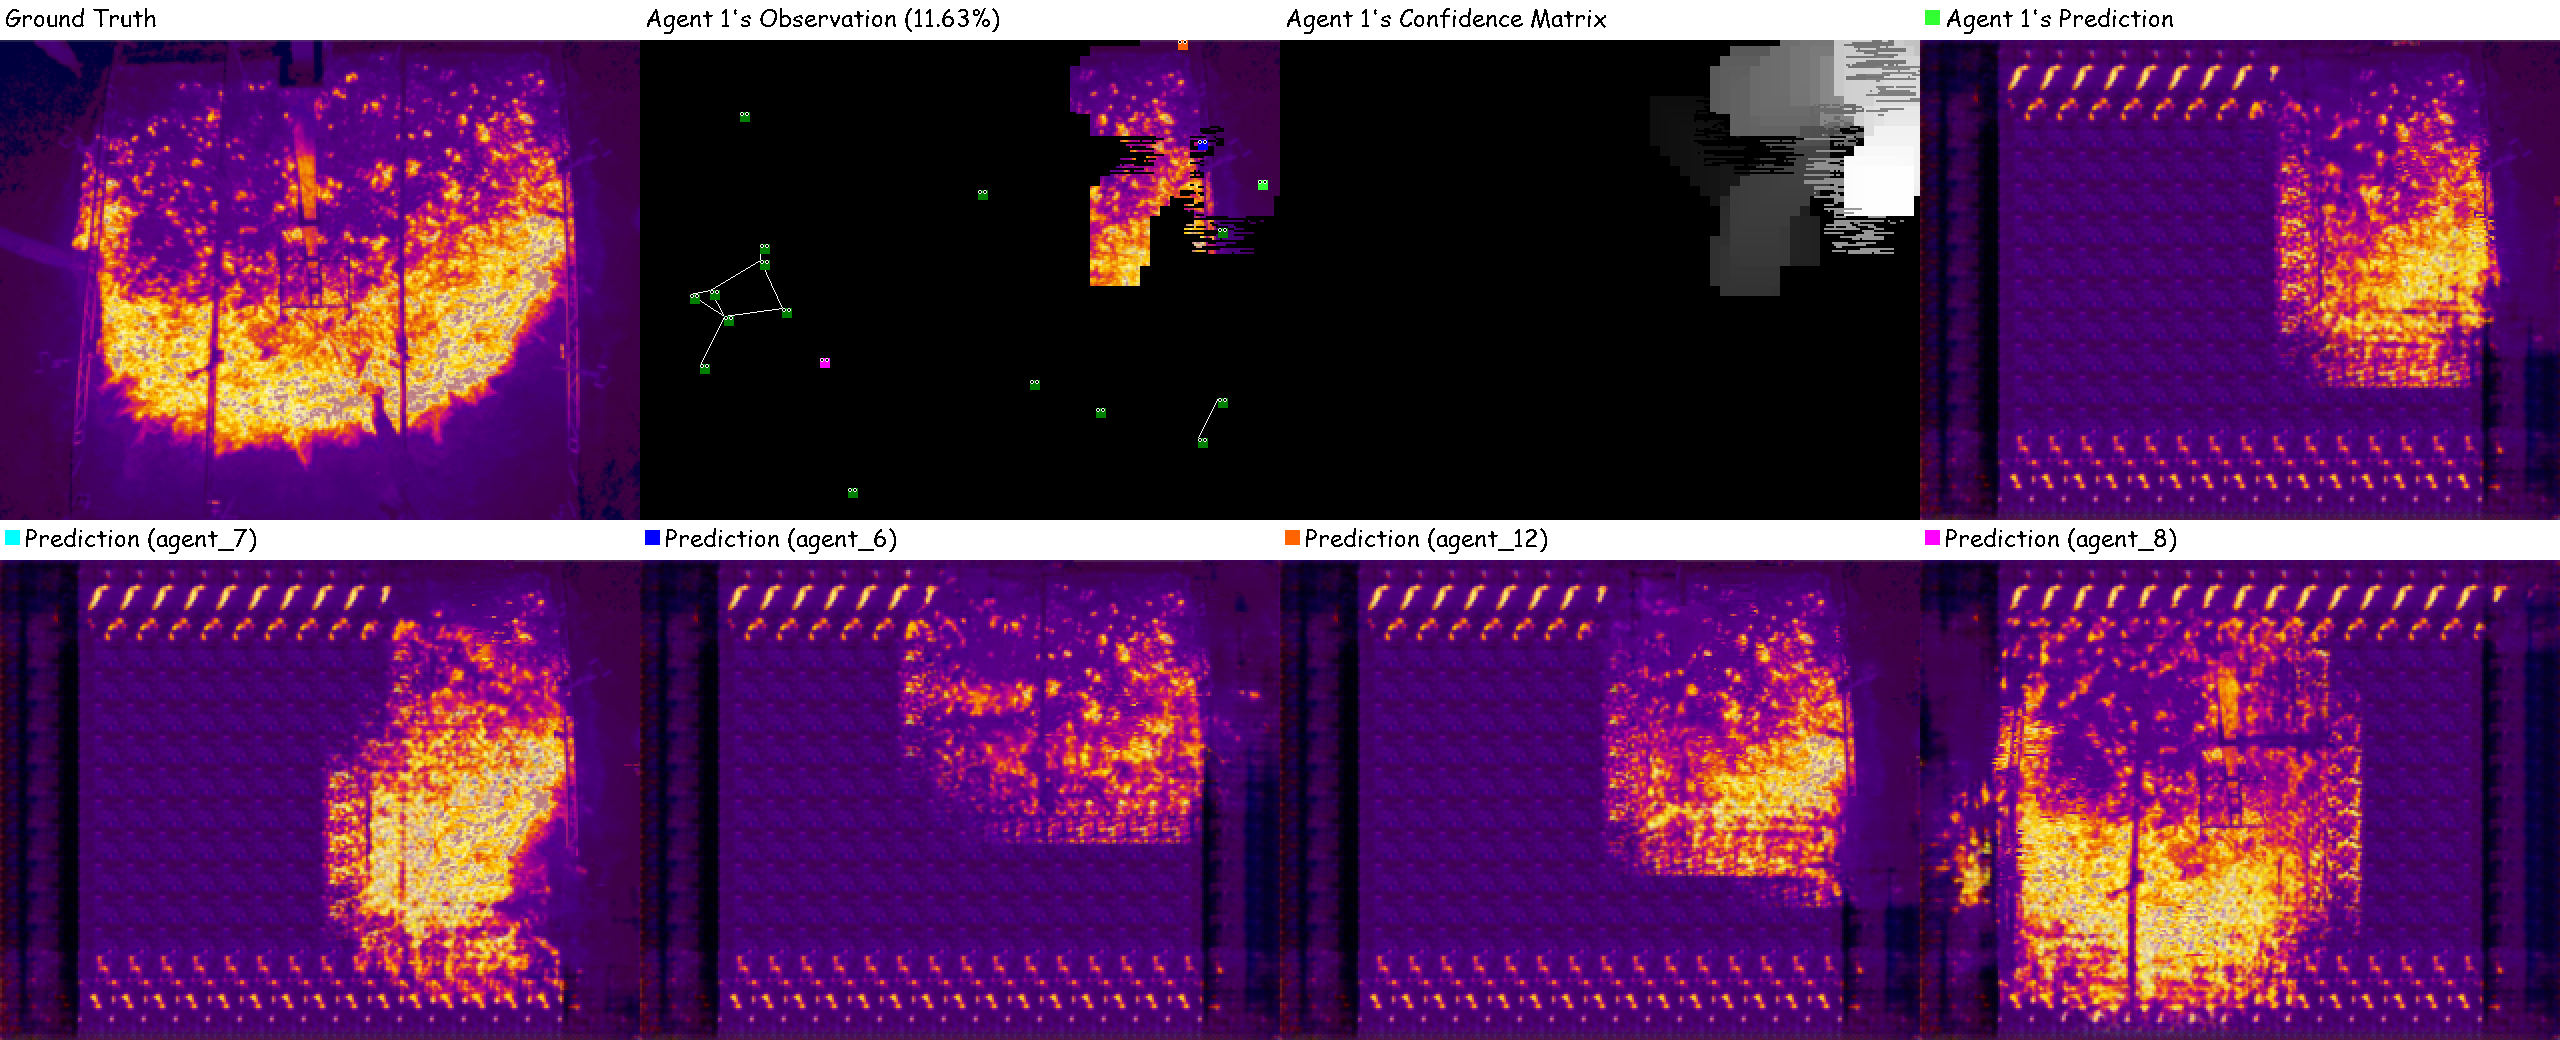 Ground Truth
Agent 1's Observation (11.63%)
Agent 1's Confidence Matrix
Agent 1's Prediction
Prediction (agent_7)
Prediction (agent_6)
Prediction (agent_12)
Prediction (agent_8)